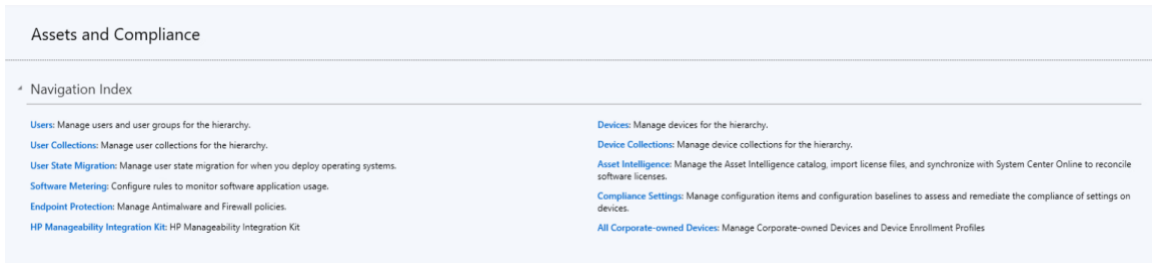 Assets and Compliance
Navigation Index
Users: Manage users and user groups for the hierarchy.
User Collections: Manage user collections for the hierarchy.
User State Migration: Manage user state migration for when you deploy operating systems.
Software Metering: Configure rules to monitor software application usage.
Endpoint Protection: Manage Antimalware and Firewall policies.
HP Manageability Integration Kit: HP Manageability Integration Kit
Devices: Manage devices for the hierarchy.
Device Collections: Manage device collections for the hierarchy.
Asset Intelligence: Manage the Asset Intelligence catalog, import license files, and synchronize with System Center Online to reconcile
software licenses.
Compliance Settings: Manage configuration items and configuration baselines to assess and remediate the compliance of settings on
devices.
All Corporate-owned Devices: Manage Corporate-owned Devices and Device Enrollment Profiles